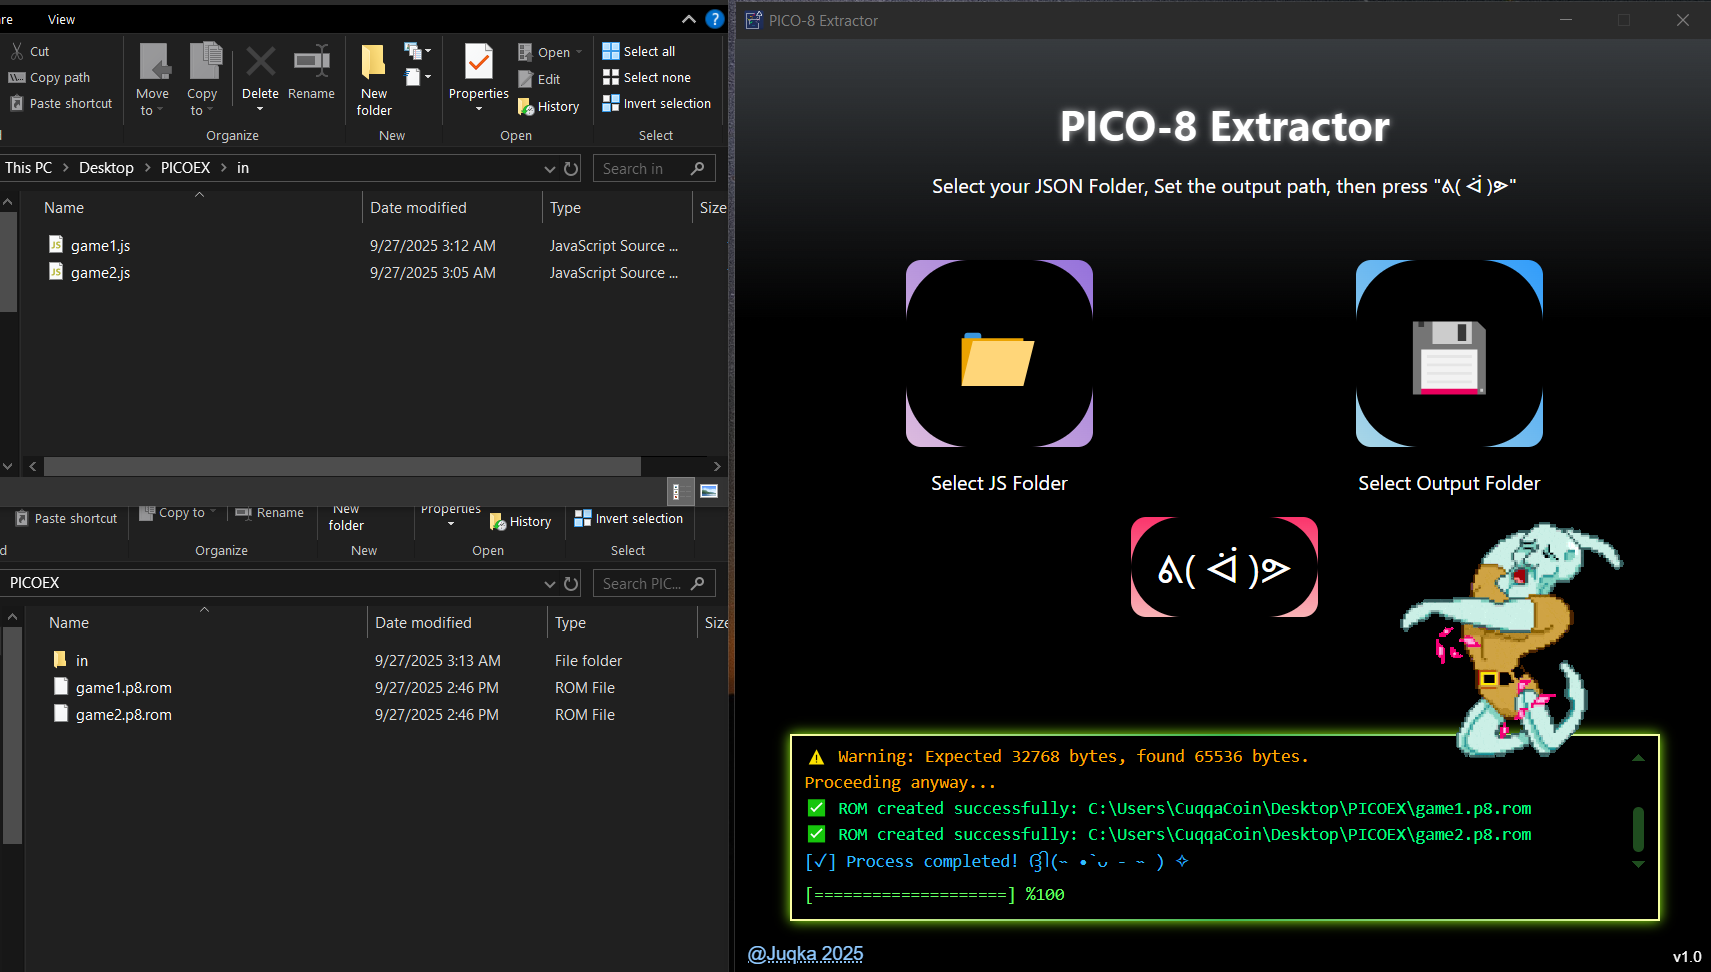 re View
Cut
Copy path
Paste shortcut
Move to
Copy to
Delete
Rename
New folder
Properties
Open
Edit
History
Select all
Select none
Invert selection
Organize New Open Select
This PC > Desktop > PICOEX > in
Search in
Name Date modified Type Size
game1.js 9/27/2025 3:12 AM JavaScript Source ...
game2.js 9/27/2025 3:05 AM JavaScript Source ...
Paste shortcut
Copy to
Rename
New folder
Properties
History
Invert selection
d Organize New Open Select
PICOEX
Search PIC...
Name Date modified Type Size
in 9/27/2025 3:13 AM File folder
game1.p8.rom 9/27/2025 2:46 PM ROM File
game2.p8.rom 9/27/2025 2:46 PM ROM File
PICO-8 Extractor
PICO-8 Extractor
Select your JSON Folder, Set the output path, then press "ᕕ( ᐛ )ᕗ"
Select JS Folder
Select Output Folder
ᕕ( ᐛ )ᕗ
⚠ Warning: Expected 32768 bytes, found 65536 bytes.
Proceeding anyway...
✅ ROM created successfully: C:\Users\CuqqaCoin\Desktop\PICOEX\game1.p8.rom
✅ ROM created successfully: C:\Users\CuqqaCoin\Desktop\PICOEX\game2.p8.rom
[✓] Process completed!
[====================] %100
@Juqka 2025
v1.0